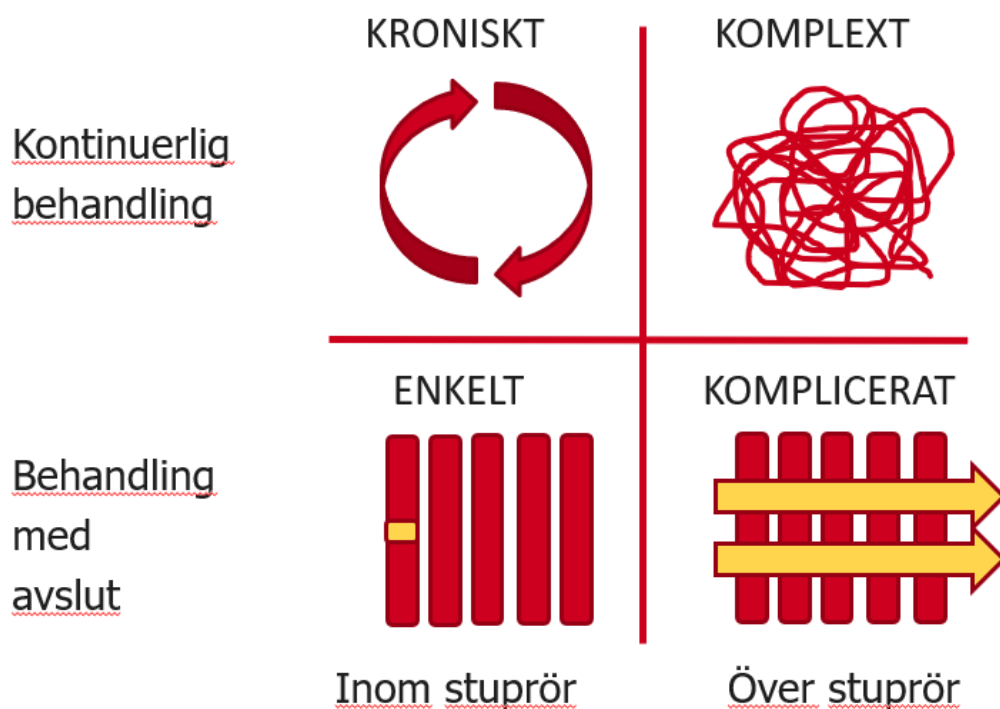 KRONISKT
KOMPLEXT
Kontinuerlig
behandling
ENKELT
KOMPLICERAT
Behandling
med
avslut
Inom stuprör
Över stuprör